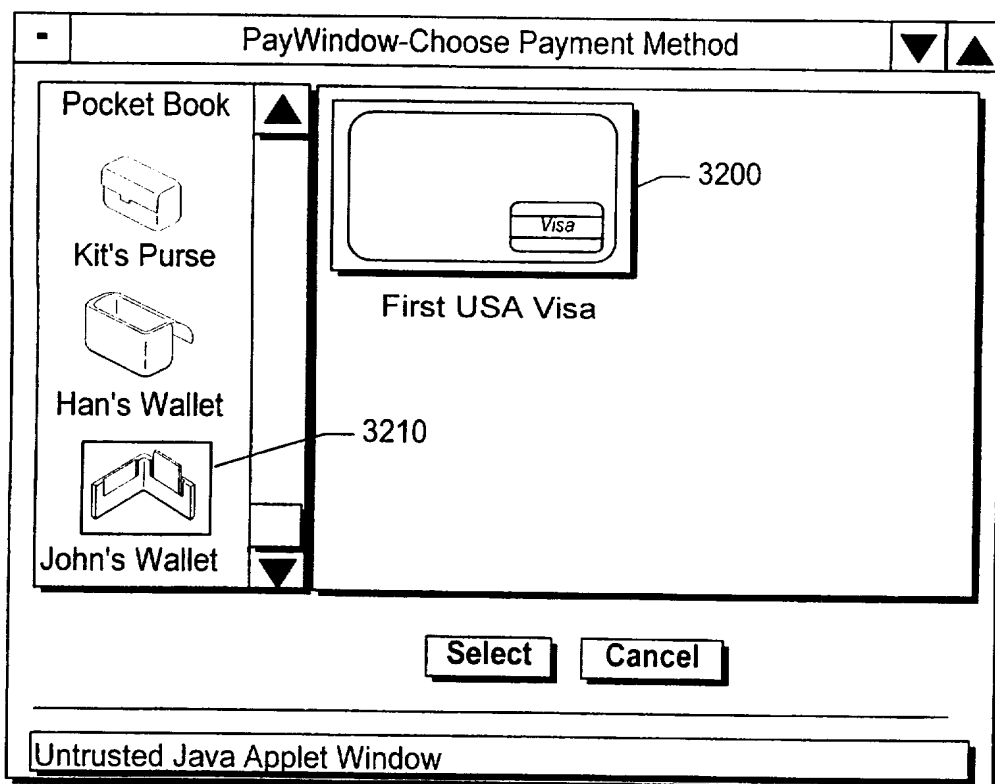 PayWindow-Choose Payment Method
Pocket Book
Kit's Purse
Han's Wallet
John's Wallet
Visa
3200
First USA Visa
3210
Select
Cancel
Untrusted Java Applet Window